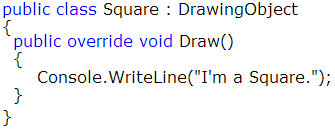 public class Square : DrawingObject
{
public override void Draw()
{
Console.WriteLine("I'm a Square.");
}
}